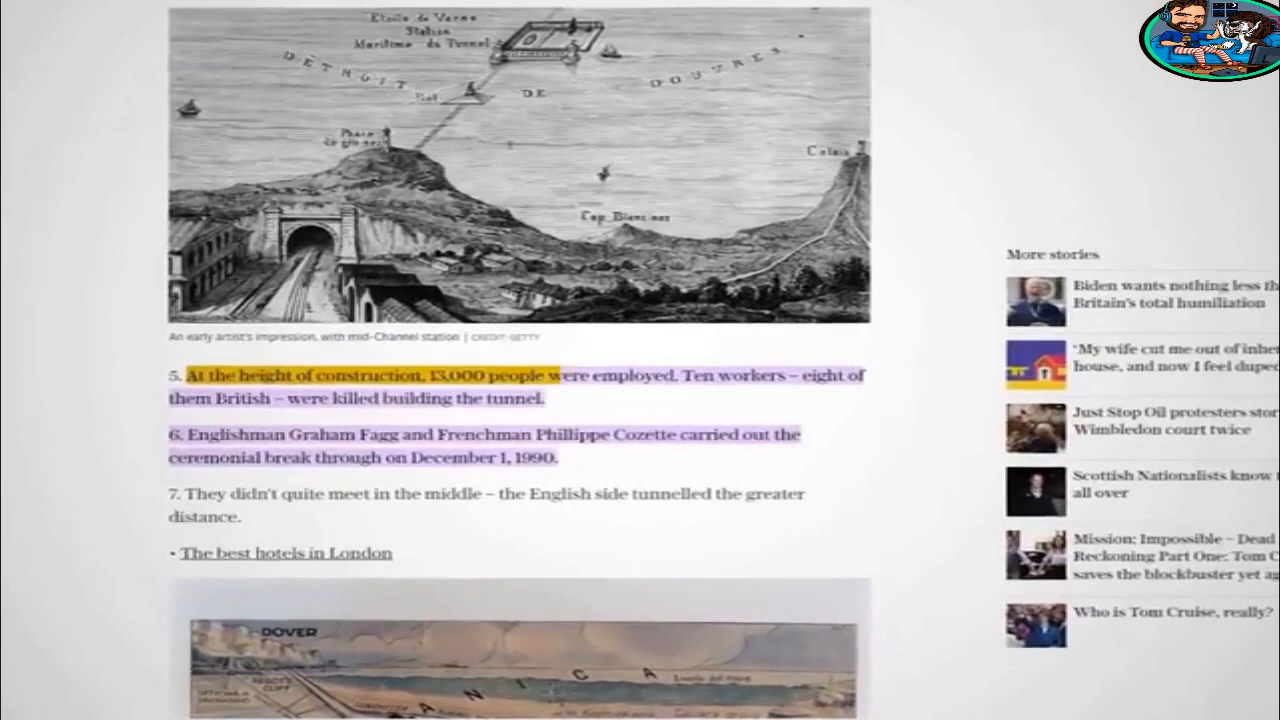 Etoile de Varne
Station
Maritime du Tunnel
DÉTROIT DE DOUVRES
Phare
de gris nez
Calais
Cap Blanc nez
An early artist's impression, with mid-Channel station | CREDIT: GETTY
5. At the height of construction, 13,000 people were employed. Ten workers – eight of
them British – were killed building the tunnel.
6. Englishman Graham Fagg and Frenchman Phillippe Cozette carried out the
ceremonial break through on December 1, 1990.
7. They didn't quite meet in the middle – the English side tunnelled the greater
distance.
• The best hotels in London
DOVER
ABBOT'S
CLIFF
A N I C A
More stories
Biden wants nothing less th
Britain's total humiliation
'My wife cut me out of inher
house, and now I feel duped
Just Stop Oil protesters stor
Wimbledon court twice
Scottish Nationalists know
all over
Mission: Impossible – Dead
Reckoning Part One: Tom C
saves the blockbuster yet ag
Who is Tom Cruise, really?